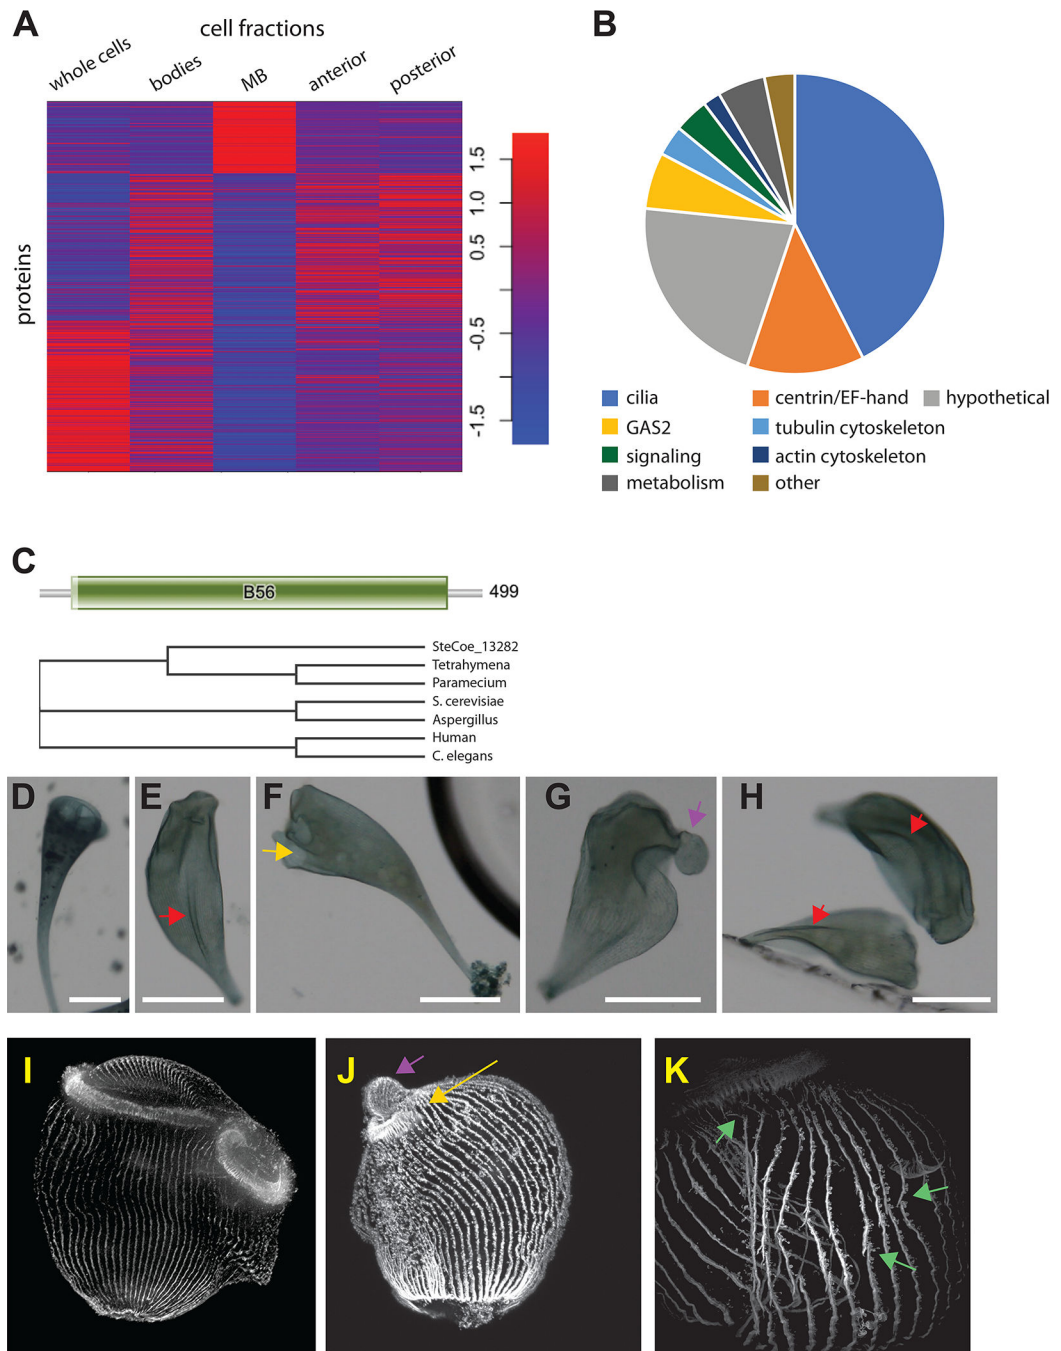 A
cell fractions
whole cells
bodies
MB
anterior
posterior
proteins
1.5
1.0
0.5
-0.5
-1.5
B
cilia
centrin/EF-hand
hypothetical
GAS2
tubulin cytoskeleton
signaling
actin cytoskeleton
metabolism
other
C
B56
499
SteCoe_13282
Tetrahymena
Paramecium
S. cerevisiae
Aspergillus
Human
C. elegans
D
E
F
G
H
I
J
K